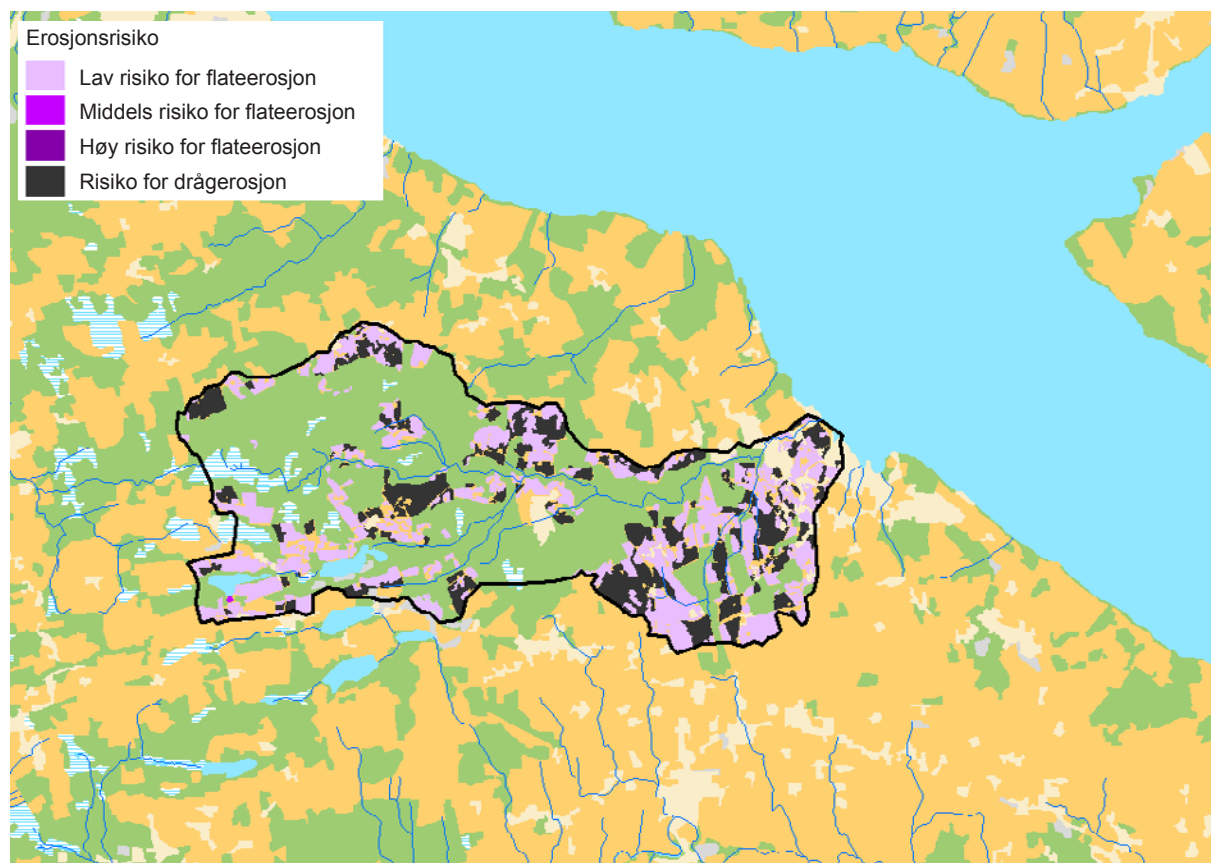 Erosjonsrisiko
Lav risiko for flateerosjon
Middels risiko for flateerosjon
Høy risiko for flateerosjon
Risiko for drågerosjon